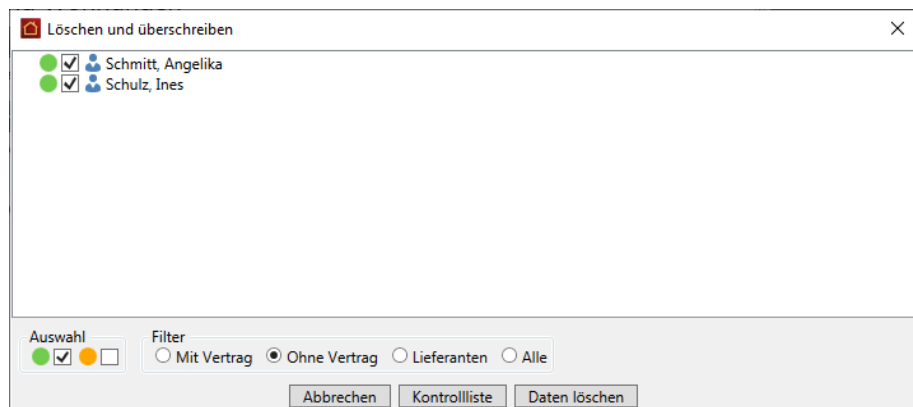 Löschen und überschreiben
Schmitt, Angelika
Schulz, Ines
Auswahl
Filter
Mit Vertrag Ohne Vertrag Lieferanten Alle
Abbrechen Kontrollliste Daten löschen